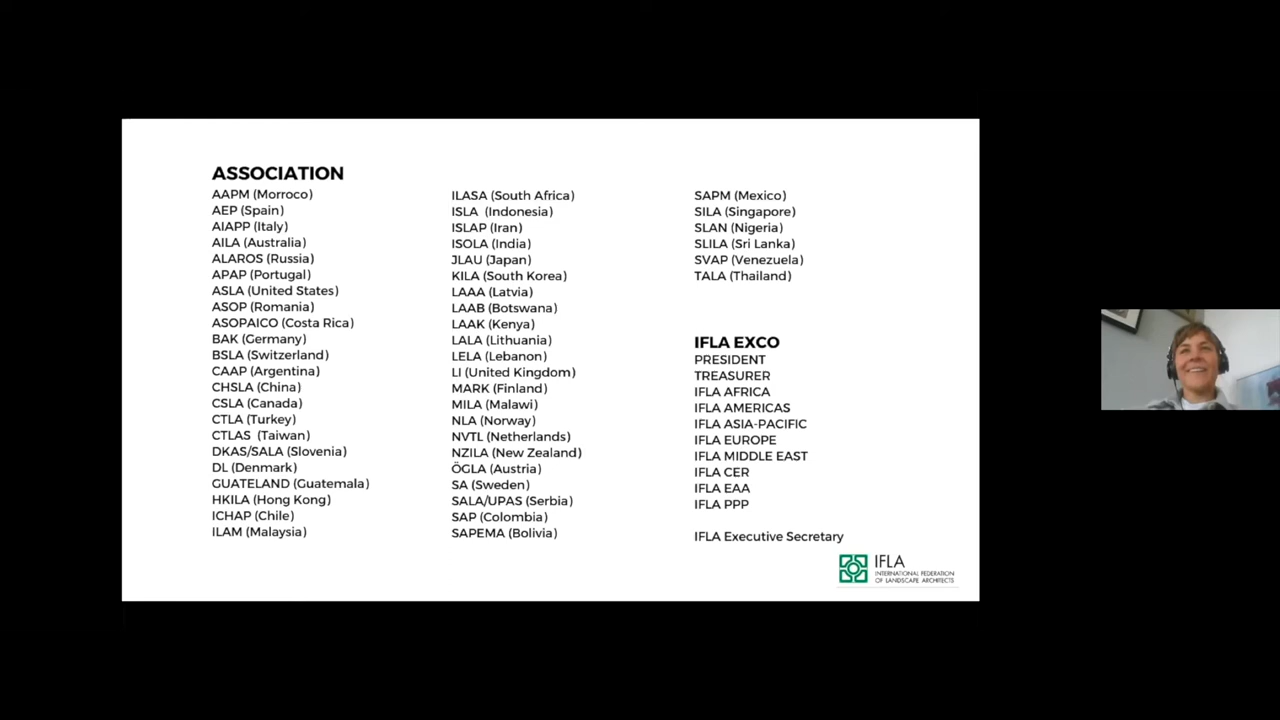 ASSOCIATION
AAPM (Morroco)
AEP (Spain)
AIAPP (Italy)
AILA (Australia)
ALAROS (Russia)
APAP (Portugal)
ASLA (United States)
ASOP (Romania)
ASOPAICO (Costa Rica)
BAK (Germany)
BSLA (Switzerland)
CAAP (Argentina)
CHSLA (China)
CSLA (Canada)
CTLA (Turkey)
CTLAS (Taiwan)
DKAS/SALA (Slovenia)
DL (Denmark)
GUATELAND (Guatemala)
HKILA (Hong Kong)
ICHAP (Chile)
ILAM (Malaysia)
ILASA (South Africa)
ISLA (Indonesia)
ISLAP (Iran)
ISOLA (India)
JLAU (Japan)
KILA (South Korea)
LAAA (Latvia)
LAAB (Botswana)
LAAK (Kenya)
LALA (Lithuania)
LELA (Lebanon)
LI (United Kingdom)
MARK (Finland)
MILA (Malawi)
NLA (Norway)
NVTL (Netherlands)
NZILA (New Zealand)
ÖGLA (Austria)
SA (Sweden)
SALA/UPAS (Serbia)
SAP (Colombia)
SAPEMA (Bolivia)
SAPM (Mexico)
SILA (Singapore)
SLAN (Nigeria)
SLILA (Sri Lanka)
SVAP (Venezuela)
TALA (Thailand)
IFLA EXCO
PRESIDENT
TREASURER
IFLA AFRICA
IFLA AMERICAS
IFLA ASIA-PACIFIC
IFLA EUROPE
IFLA MIDDLE EAST
IFLA CER
IFLA EAA
IFLA PPP
IFLA Executive Secretary
IFLA
INTERNATIONAL FEDERATION
OF LANDSCAPE ARCHITECTS